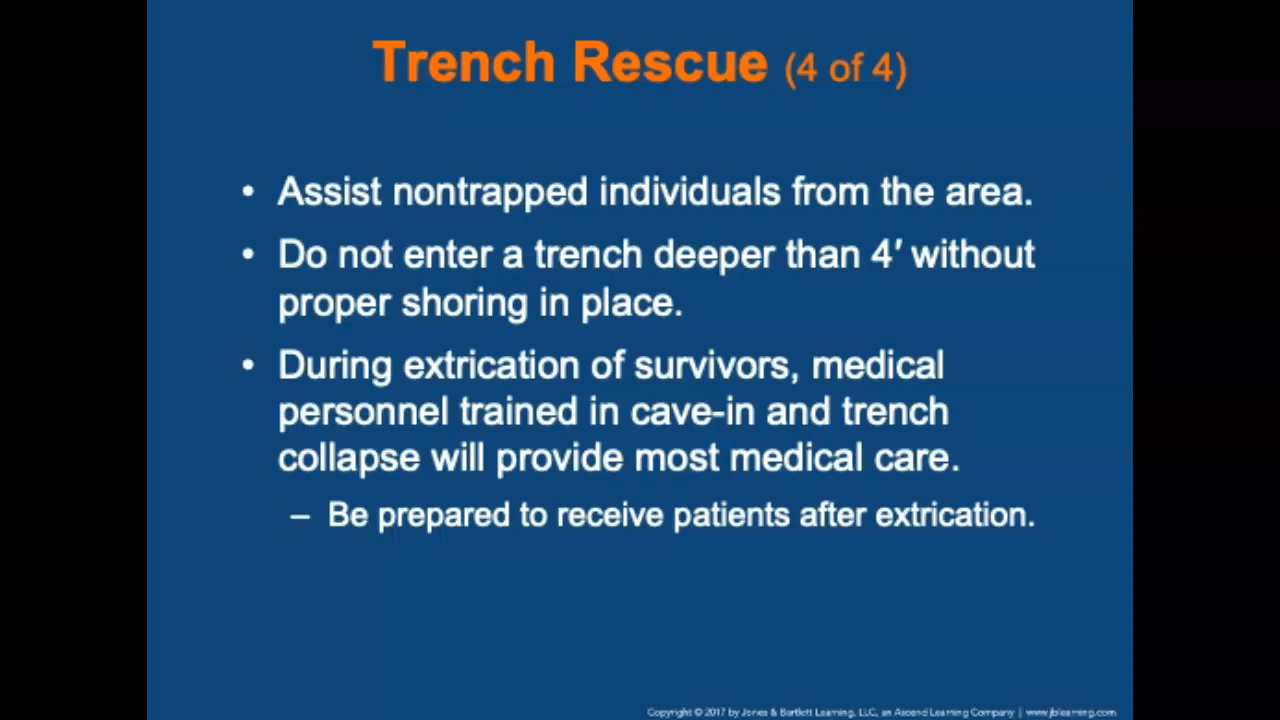 Trench Rescue (4 of 4)
• Assist nontrapped individuals from the area.
• Do not enter a trench deeper than 4′ without
proper shoring in place.
• During extrication of survivors, medical
personnel trained in cave-in and trench
collapse will provide most medical care.
– Be prepared to receive patients after extrication.
Copyright © 2017 by Jones & Bartlett Learning, LLC, an Ascend Learning Company | www.jblearning.com